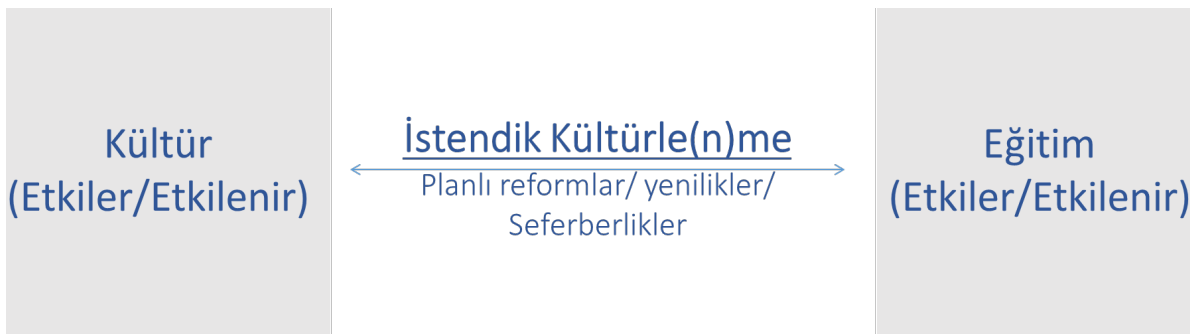 Kültür
(Etkiler/Etkilenir)
İstendik Kültürle(n)me
Planlı reformlar/ yenilikler/
Seferberlikler
Eğitim
(Etkiler/Etkilenir)